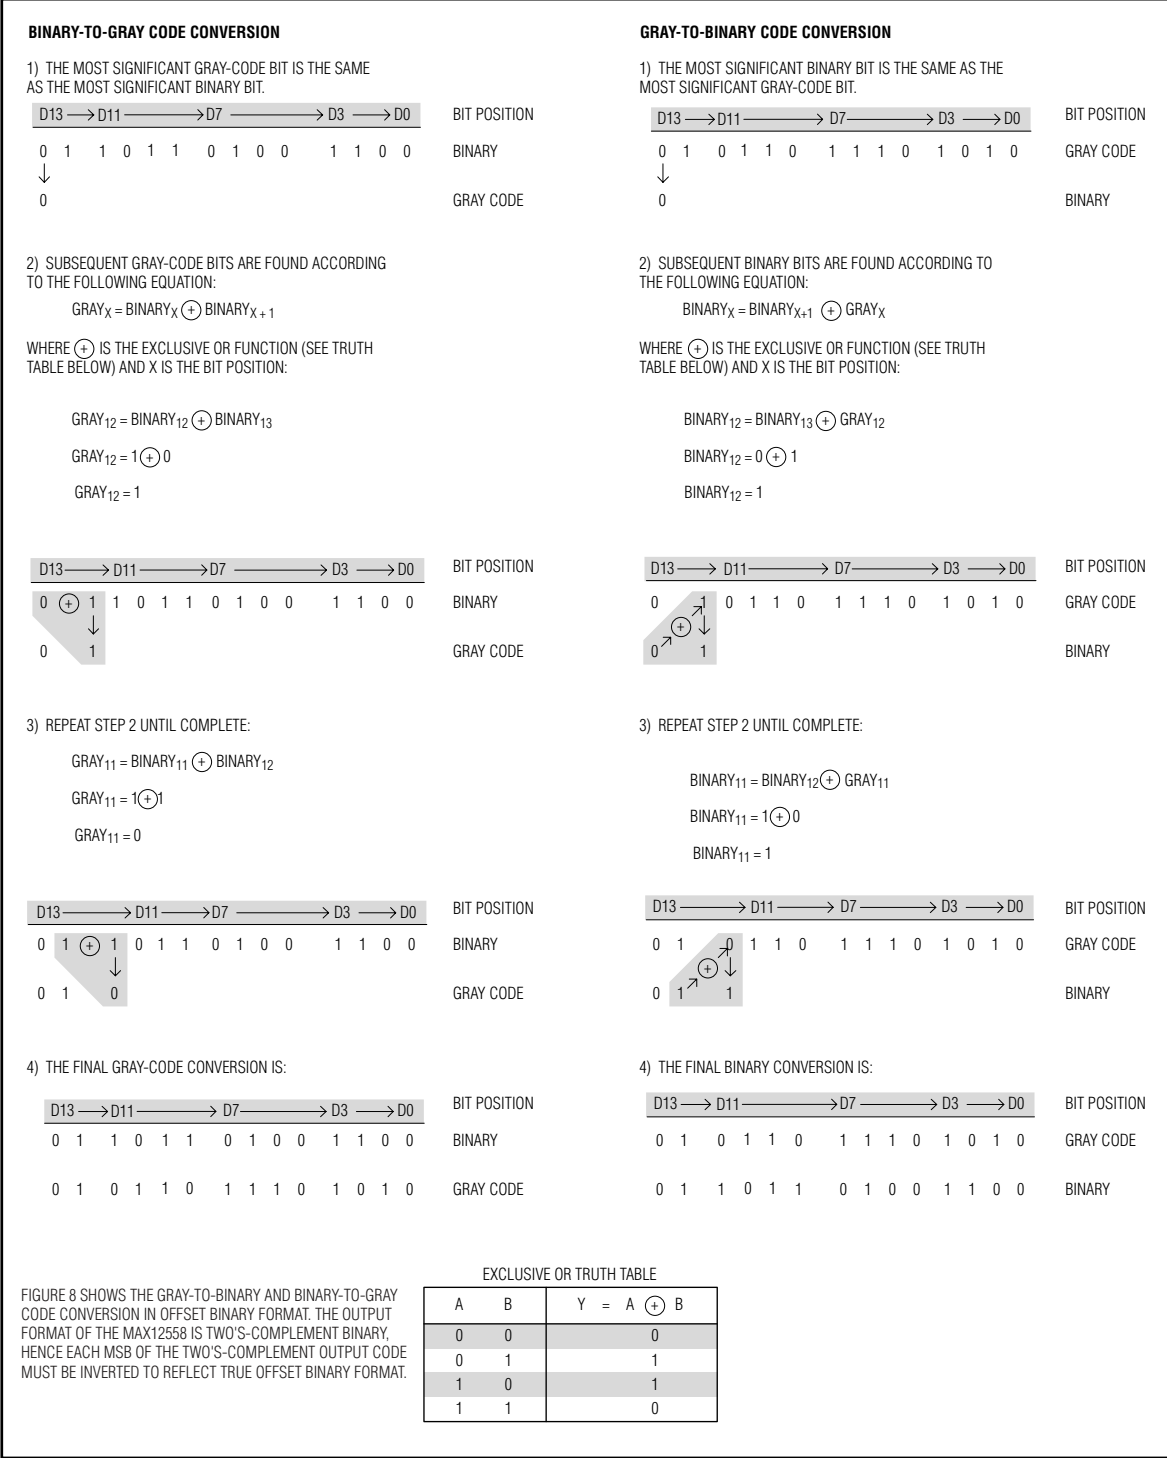 BINARY-TO-GRAY CODE CONVERSION
1) THE MOST SIGNIFICANT GRAY-CODE BIT IS THE SAME
AS THE MOST SIGNIFICANT BINARY BIT.
D13 → D11 → D7 → D3 → D0 BIT POSITION
0 1 1 0 1 1 0 1 0 0 1 1 0 0 BINARY
↓
0 GRAY CODE
2) SUBSEQUENT GRAY-CODE BITS ARE FOUND ACCORDING
TO THE FOLLOWING EQUATION:
GRAYX = BINARYX ⊕ BINARYX + 1
WHERE ⊕ IS THE EXCLUSIVE OR FUNCTION (SEE TRUTH
TABLE BELOW) AND X IS THE BIT POSITION:
GRAY12 = BINARY12 ⊕ BINARY13
GRAY12 = 1 ⊕ 0
GRAY12 = 1
D13 → D11 → D7 → D3 → D0 BIT POSITION
0 ⊕ 1 1 0 1 1 0 1 0 0 1 1 0 0 BINARY
↓
0 1 GRAY CODE
3) REPEAT STEP 2 UNTIL COMPLETE:
GRAY11 = BINARY11 ⊕ BINARY12
GRAY11 = 1 ⊕ 1
GRAY11 = 0
D13 → D11 → D7 → D3 → D0 BIT POSITION
0 1 ⊕ 1 0 1 1 0 1 0 0 1 1 0 0 BINARY
↓
0 1 0 GRAY CODE
4) THE FINAL GRAY-CODE CONVERSION IS:
D13 → D11 → D7 → D3 → D0 BIT POSITION
0 1 1 0 1 1 0 1 0 0 1 1 0 0 BINARY
0 1 0 1 1 0 1 1 1 0 1 0 1 0 GRAY CODE
GRAY-TO-BINARY CODE CONVERSION
1) THE MOST SIGNIFICANT BINARY BIT IS THE SAME AS THE
MOST SIGNIFICANT GRAY-CODE BIT.
D13 → D11 → D7 → D3 → D0 BIT POSITION
0 1 0 1 1 0 1 1 1 0 1 0 1 0 GRAY CODE
↓
0 BINARY
2) SUBSEQUENT BINARY BITS ARE FOUND ACCORDING TO
THE FOLLOWING EQUATION:
BINARYX = BINARYX+1 ⊕ GRAYX
WHERE ⊕ IS THE EXCLUSIVE OR FUNCTION (SEE TRUTH
TABLE BELOW) AND X IS THE BIT POSITION:
BINARY12 = BINARY13 ⊕ GRAY12
BINARY12 = 0 ⊕ 1
BINARY12 = 1
D13 → D11 → D7 → D3 → D0 BIT POSITION
0 1 0 1 1 0 1 1 1 0 1 0 1 0 GRAY CODE
⊕ ↓
0 1 BINARY
3) REPEAT STEP 2 UNTIL COMPLETE:
BINARY11 = BINARY12 ⊕ GRAY11
BINARY11 = 1 ⊕ 0
BINARY11 = 1
D13 → D11 → D7 → D3 → D0 BIT POSITION
0 1 0 1 1 0 1 1 1 0 1 0 1 0 GRAY CODE
⊕ ↓
0 1 1 BINARY
4) THE FINAL BINARY CONVERSION IS:
D13 → D11 → D7 → D3 → D0 BIT POSITION
0 1 0 1 1 0 1 1 1 0 1 0 1 0 GRAY CODE
0 1 1 0 1 1 0 1 0 0 1 1 0 0 BINARY
FIGURE 8 SHOWS THE GRAY-TO-BINARY AND BINARY-TO-GRAY
CODE CONVERSION IN OFFSET BINARY FORMAT. THE OUTPUT
FORMAT OF THE MAX12558 IS TWO'S-COMPLEMENT BINARY,
HENCE EACH MSB OF THE TWO'S-COMPLEMENT OUTPUT CODE
MUST BE INVERTED TO REFLECT TRUE OFFSET BINARY FORMAT.
EXCLUSIVE OR TRUTH TABLE
A B Y = A ⊕ B
0 0 0
0 1 1
1 0 1
1 1 0